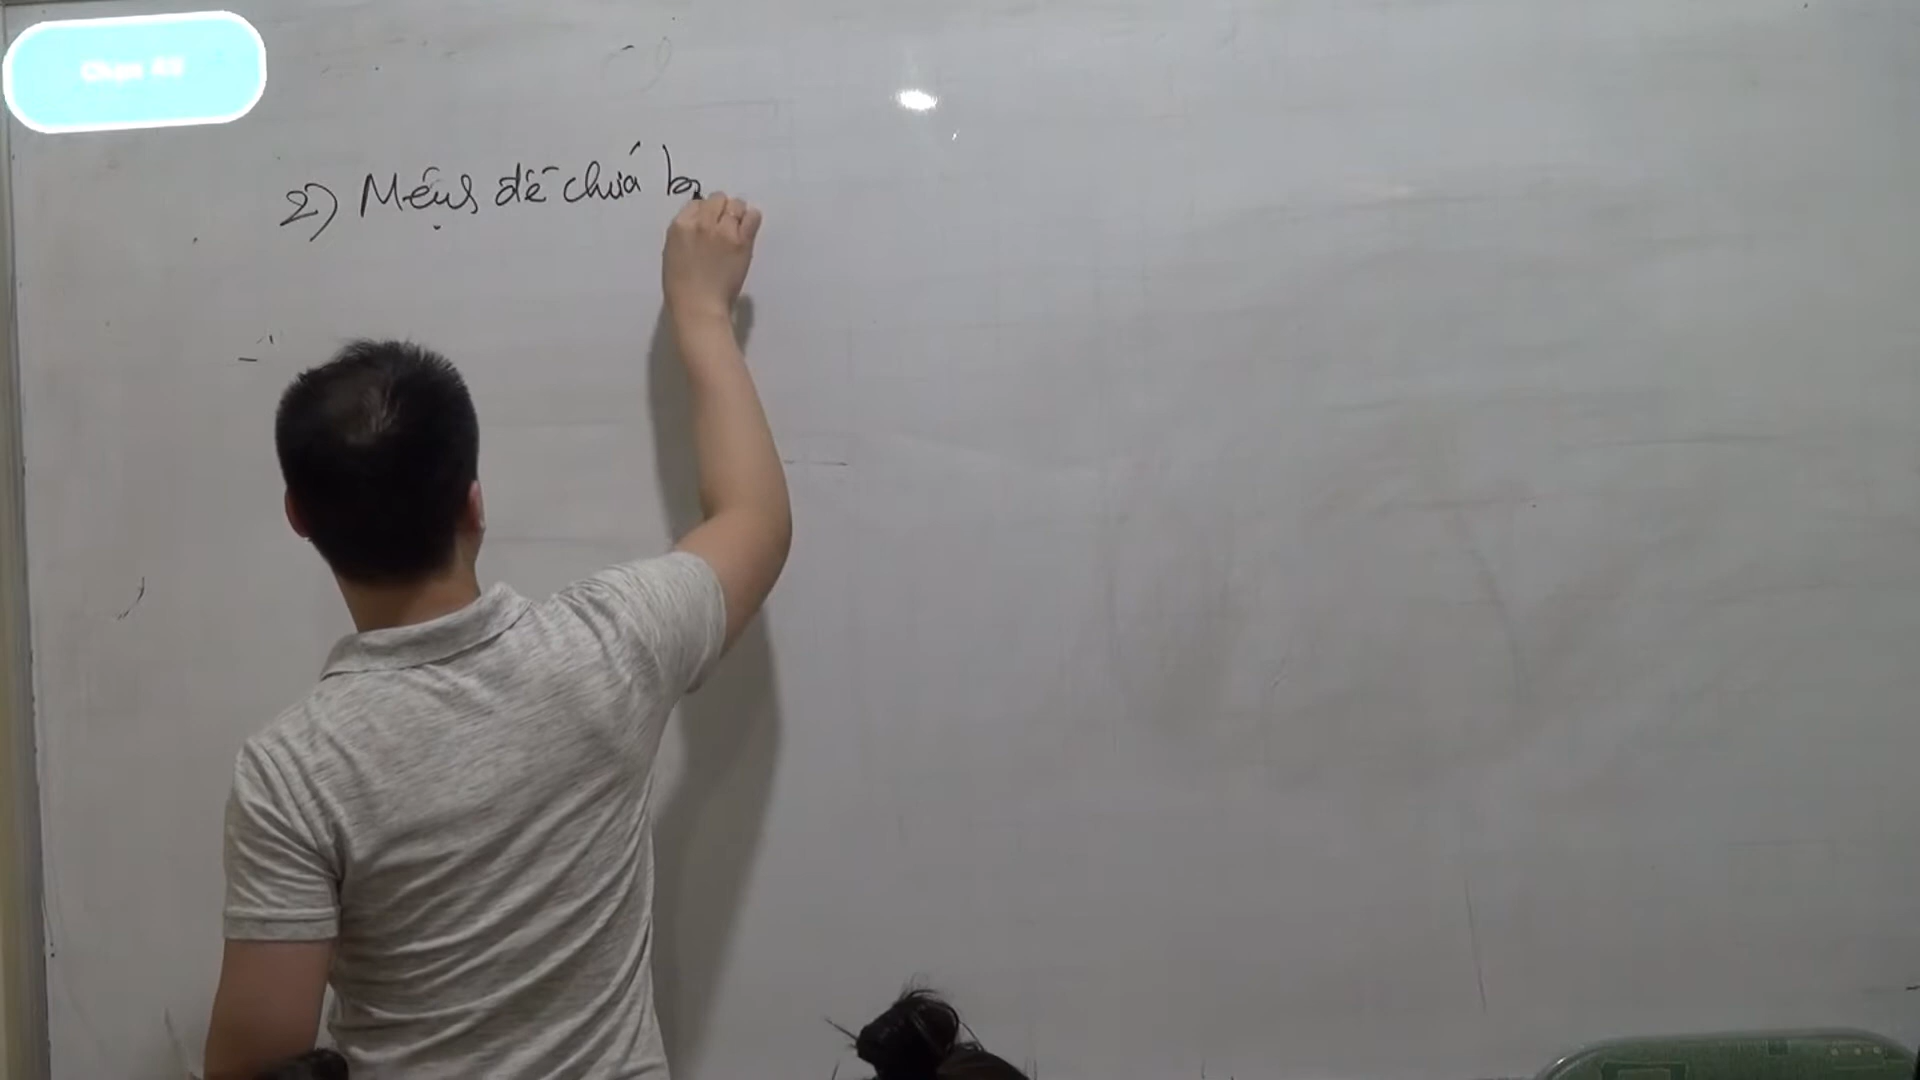 2) Mệnh đề chứa b